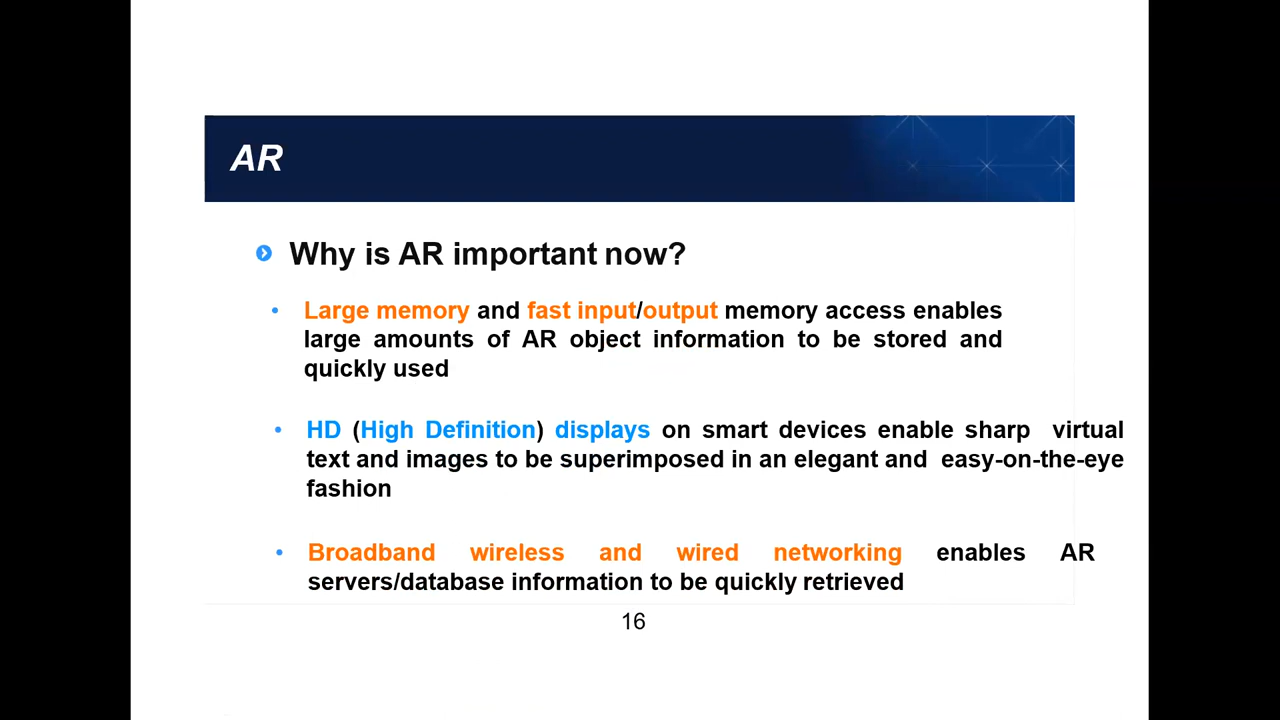 AR
Why is AR important now?
• Large memory and fast input/output memory access enables
large amounts of AR object information to be stored and
quickly used
• HD (High Definition) displays on smart devices enable sharp virtual
text and images to be superimposed in an elegant and easy-on-the-eye
fashion
• Broadband wireless and wired networking enables AR
servers/database information to be quickly retrieved
16